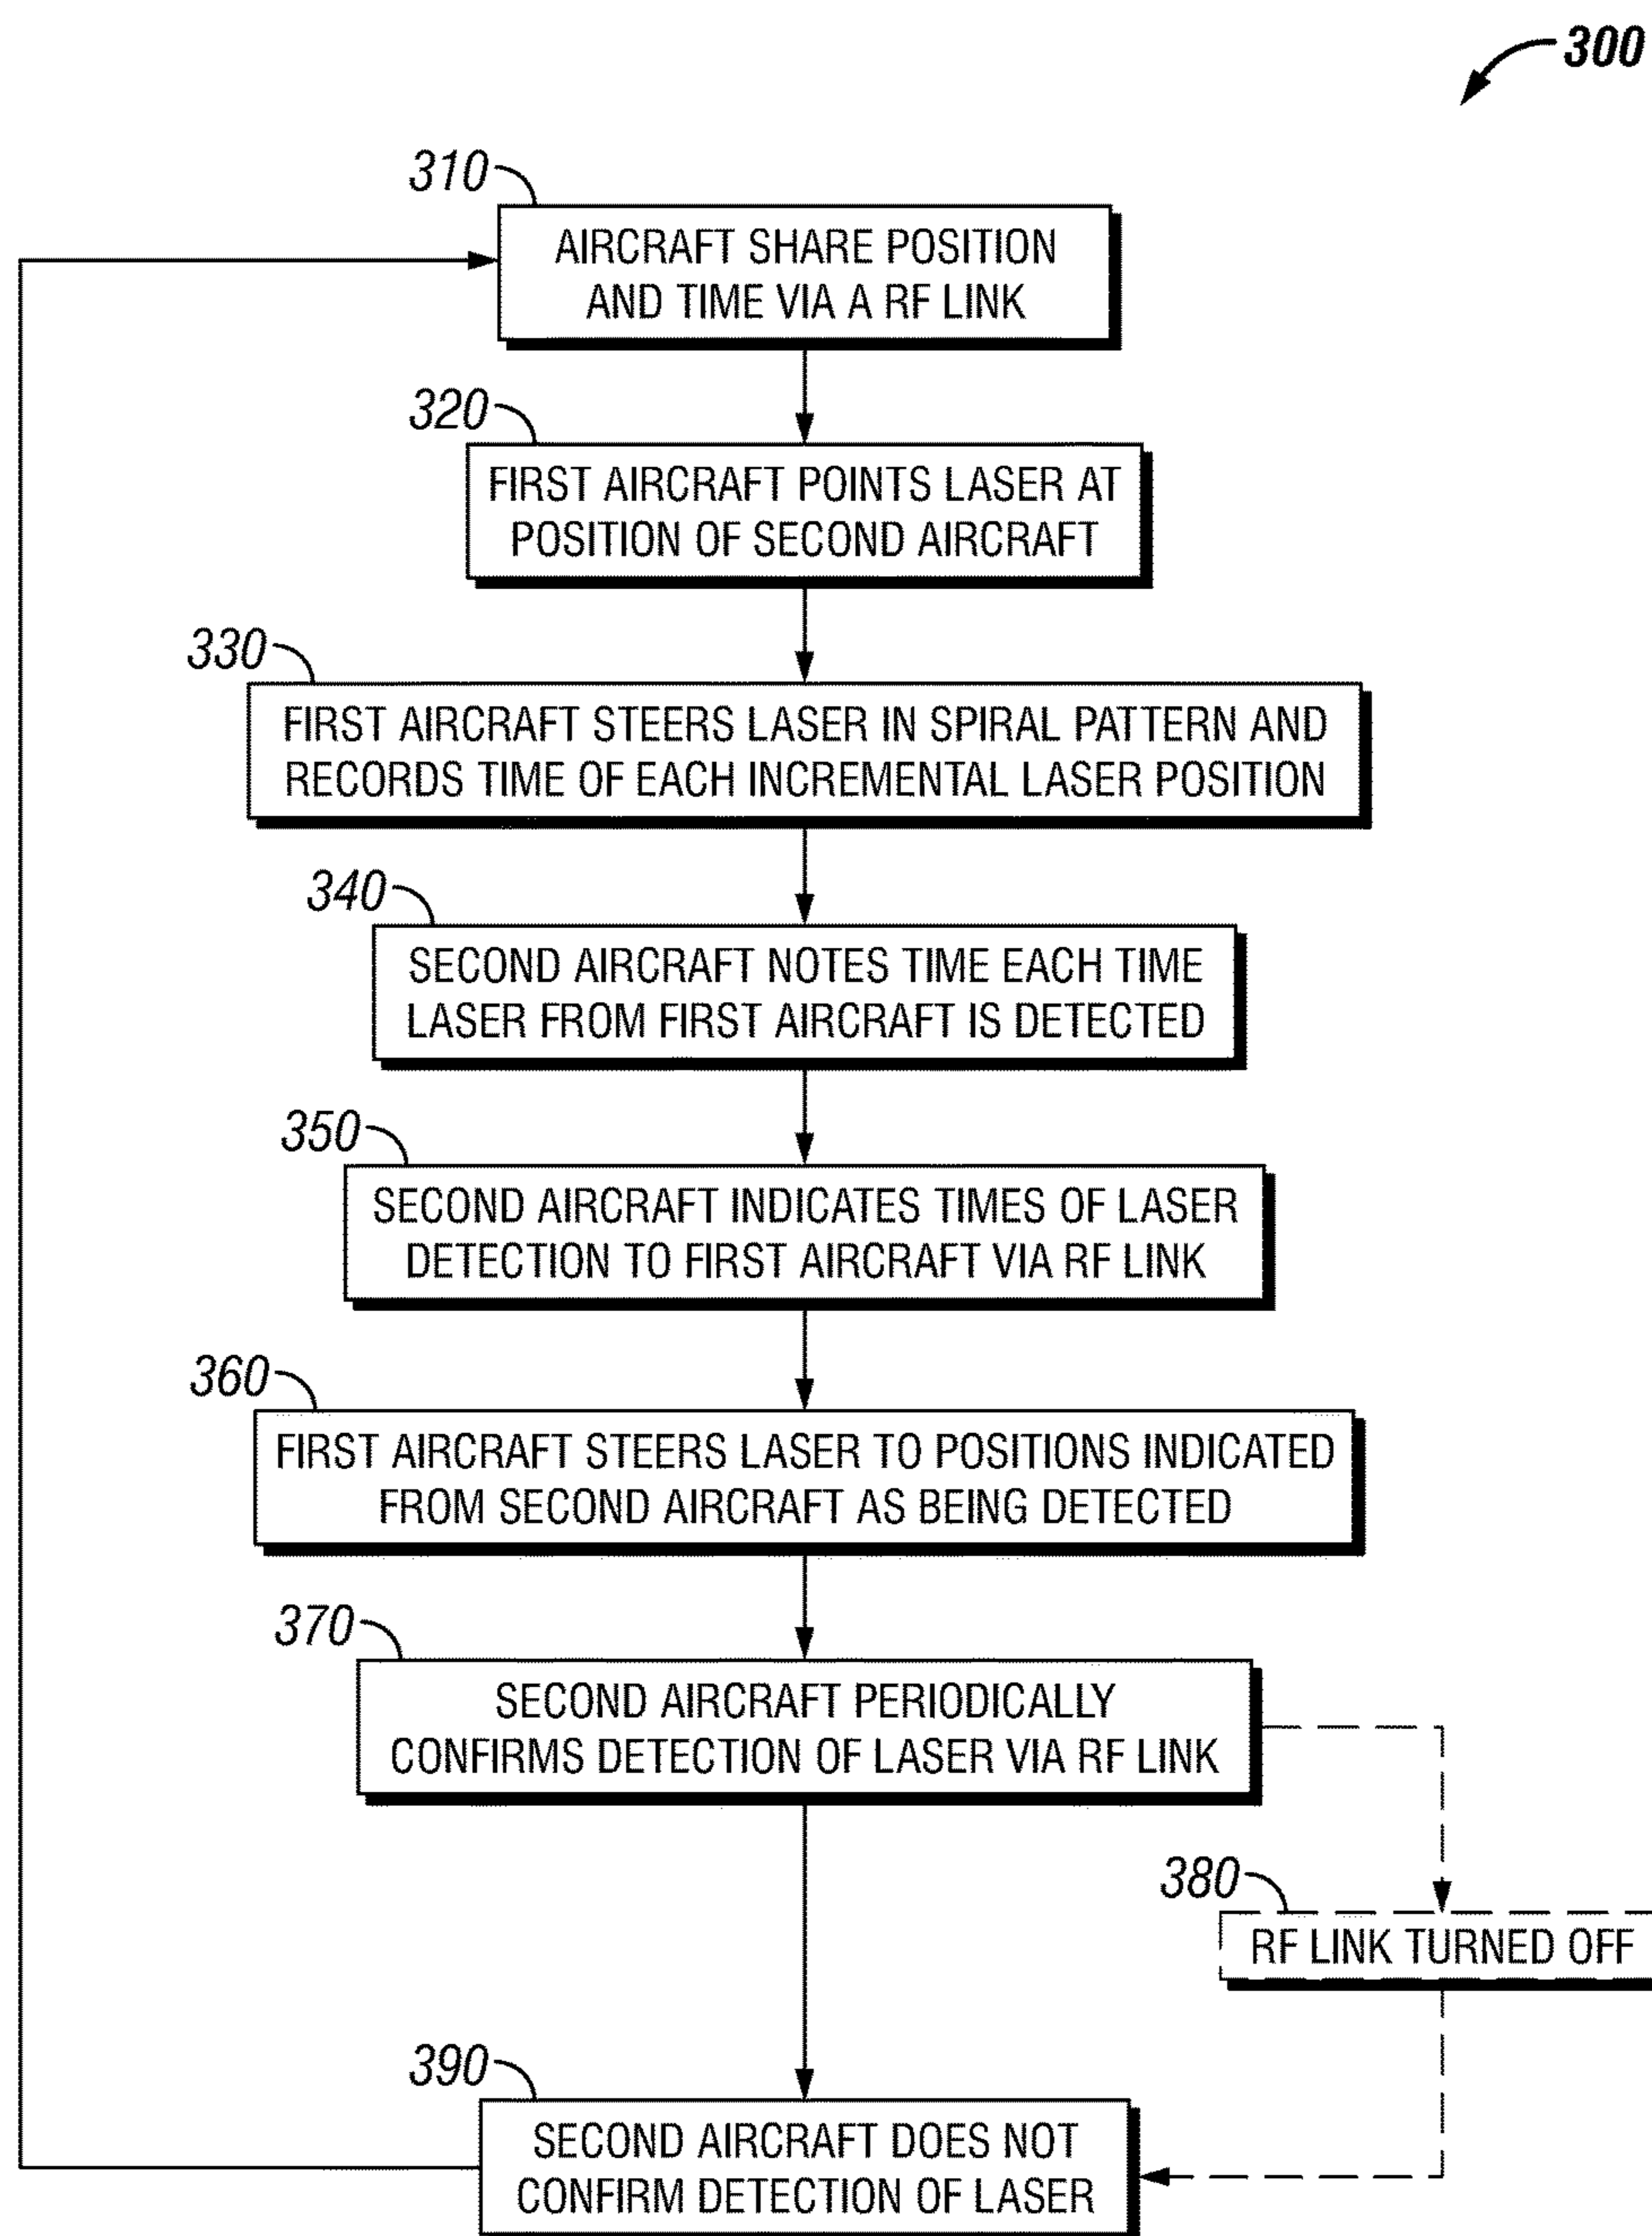 300
310
AIRCRAFT SHARE POSITION
AND TIME VIA A RF LINK
320
FIRST AIRCRAFT POINTS LASER AT
POSITION OF SECOND AIRCRAFT
330
FIRST AIRCRAFT STEERS LASER IN SPIRAL PATTERN AND
RECORDS TIME OF EACH INCREMENTAL LASER POSITION
340
SECOND AIRCRAFT NOTES TIME EACH TIME
LASER FROM FIRST AIRCRAFT IS DETECTED
350
SECOND AIRCRAFT INDICATES TIMES OF LASER
DETECTION TO FIRST AIRCRAFT VIA RF LINK
360
FIRST AIRCRAFT STEERS LASER TO POSITIONS INDICATED
FROM SECOND AIRCRAFT AS BEING DETECTED
370
SECOND AIRCRAFT PERIODICALLY
CONFIRMS DETECTION OF LASER VIA RF LINK
380
RF LINK TURNED OFF
390
SECOND AIRCRAFT DOES NOT
CONFIRM DETECTION OF LASER